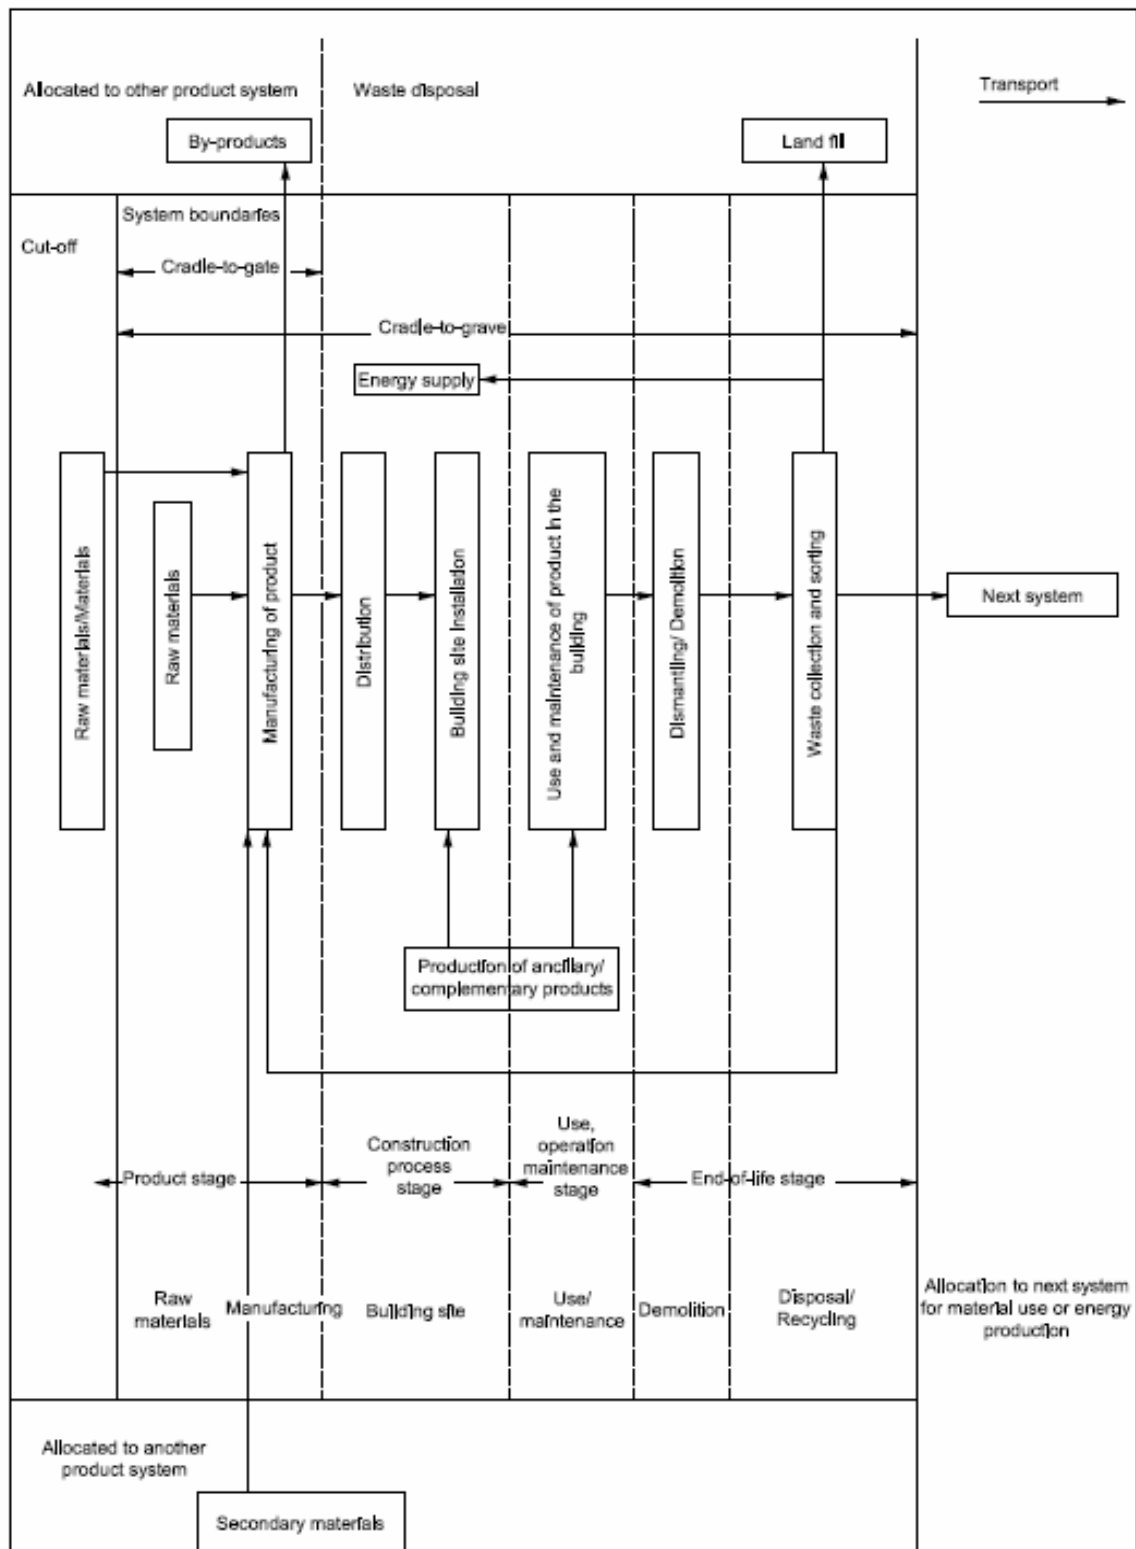 Allocated to other product system
Waste disposal
Transport
By-products
Land fill
System boundaries
Cut-off
Cradle-to-gate
Cradle-to-grave
Energy supply
Raw materials/Materials
Raw materials
Manufacturing of product
Distribution
Building site installation
Use and maintenance of product in the
building
Dismantling/ Demolition
Waste collection and sorting
Next system
Production of ancillary/
complementary products
Product stage
Construction
process
stage
Use,
operation
maintenance
stage
End-of-life stage
Raw
materials
Manufacturing
Building site
Use/
maintenance
Demolition
Disposal/
Recycling
Allocation to next system
for material use or energy
production
Allocated to another
product system
Secondary materials